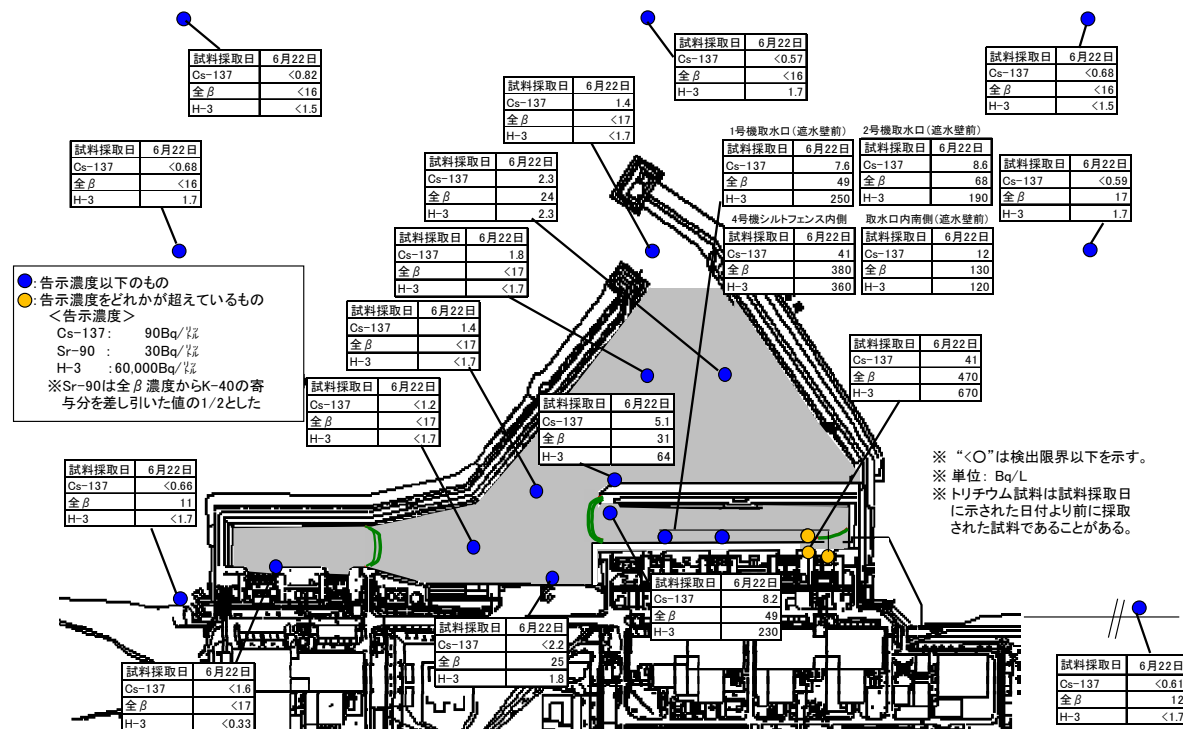 試料採取日 6月22日
Cs-137 <0.82
全β <16
H-3 <1.5
試料採取日 6月22日
Cs-137 <0.57
全β <16
H-3 1.7
試料採取日 6月22日
Cs-137 <0.68
全β <16
H-3 <1.5
試料採取日 6月22日
Cs-137 1.4
全β <17
H-3 <1.7
試料採取日 6月22日
Cs-137 <0.68
全β <16
H-3 1.7
試料採取日 6月22日
Cs-137 2.3
全β 24
H-3 2.3
1号機取水口(遮水壁前)
試料採取日 6月22日
Cs-137 7.6
全β 49
H-3 250
2号機取水口(遮水壁前)
試料採取日 6月22日
Cs-137 8.6
全β 68
H-3 190
試料採取日 6月22日
Cs-137 <0.59
全β 17
H-3 1.7
4号機シルトフェンス内側
試料採取日 6月22日
Cs-137 41
全β 380
H-3 360
取水口内南側(遮水壁前)
試料採取日 6月22日
Cs-137 12
全β 130
H-3 120
試料採取日 6月22日
Cs-137 1.8
全β <17
H-3 <1.7
:告示濃度以下のもの
:告示濃度をどれかが超えているもの
<告示濃度>
Cs-137: 90Bq/㍑
Sr-90 : 30Bq/㍑
H-3 :60,000Bq/㍑
※Sr-90は全β濃度からK-40の寄
与分を差し引いた値の1/2とした
試料採取日 6月22日
Cs-137 1.4
全β <17
H-3 <1.7
試料採取日 6月22日
Cs-137 41
全β 470
H-3 670
試料採取日 6月22日
Cs-137 <1.2
全β <17
H-3 <1.7
試料採取日 6月22日
Cs-137 5.1
全β 31
H-3 64
※ “<○”は検出限界以下を示す。
※ 単位: Bq/L
※ トリチウム試料は試料採取日
に示された日付より前に採取
された試料であることがある。
試料採取日 6月22日
Cs-137 <0.66
全β 11
H-3 <1.7
試料採取日 6月22日
Cs-137 8.2
全β 49
H-3 230
試料採取日 6月22日
Cs-137 <2.2
全β 25
H-3 1.8
試料採取日 6月22日
Cs-137 <1.6
全β <17
H-3 <0.33
試料採取日 6月22日
Cs-137 <0.61
全β 12
H-3 <1.7